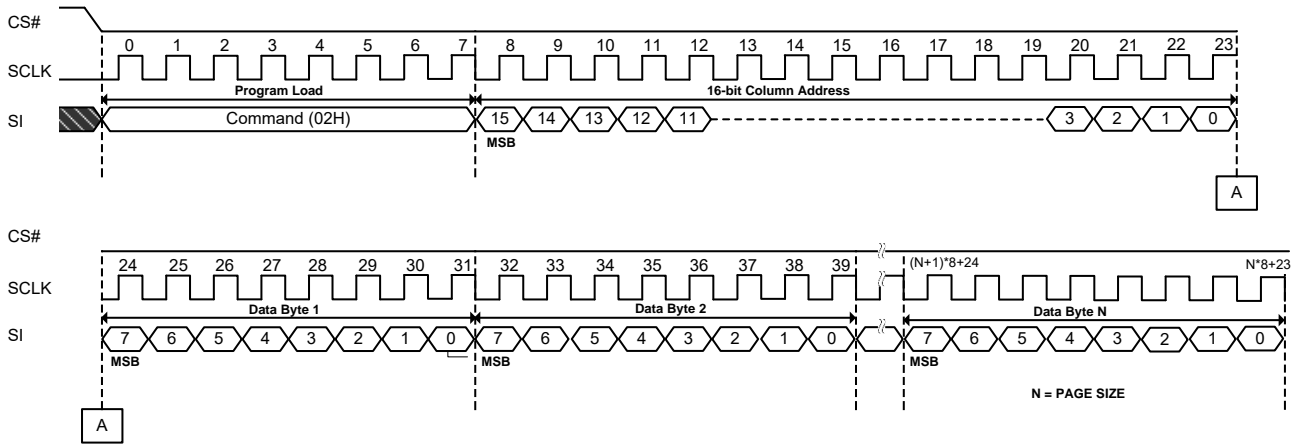 CS#
0 1 2 3 4 5 6 7 8 9 10 11 12 13 14 15 16 17 18 19 20 21 22 23
SCLK
Program Load 16-bit Column Address
SI Command (02H) 15 14 13 12 11 3 2 1 0
MSB
A
CS#
24 25 26 27 28 29 30 31 32 33 34 35 36 37 38 39 (N+1)*8+24 N*8+23
SCLK
Data Byte 1 Data Byte 2 Data Byte N
SI 7 6 5 4 3 2 1 0 7 6 5 4 3 2 1 0 7 6 5 4 3 2 1 0
MSB MSB MSB
N = PAGE SIZE
A